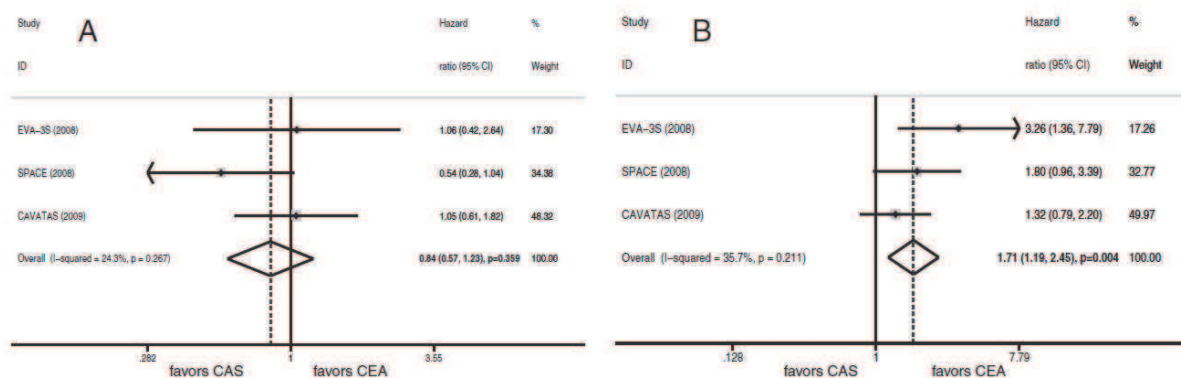 Study A Hazard %
ID ratio (95% CI) Weight
EVA-3S (2008) 1.06 (0.42, 2.64) 17.30
SPACE (2008) 0.54 (0.28, 1.04) 34.38
CAVATAS (2009) 1.05 (0.61, 1.82) 48.32
Overall (I-squared = 24.3%, p = 0.267) 0.84 (0.57, 1.23), p=0.359 100.00
.282 1 3.55
favors CAS favors CEA
Study B Hazard %
ID ratio (95% CI) Weight
EVA-3S (2008) 3.26 (1.36, 7.79) 17.26
SPACE (2008) 1.80 (0.96, 3.39) 32.77
CAVATAS (2009) 1.32 (0.79, 2.20) 49.97
Overall (I-squared = 35.7%, p = 0.211) 1.71 (1.19, 2.45), p=0.004 100.00
.128 1 7.79
favors CAS favors CEA